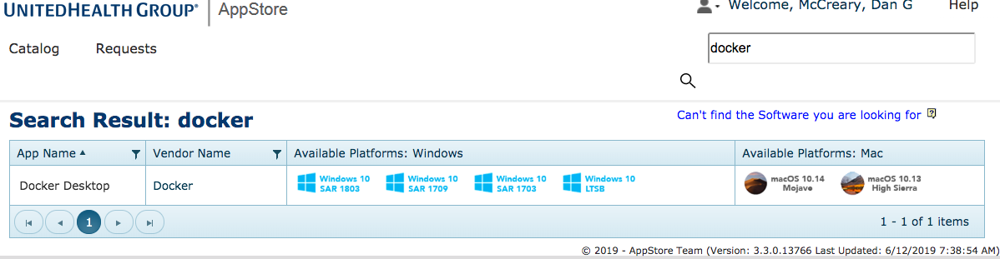 UNITEDHEALTH GROUP® AppStore
Welcome, McCreary, Dan G Help
Catalog Requests
docker
Search Result: docker
Can't find the Software you are looking for ?
App Name Vendor Name Available Platforms: Windows Available Platforms: Mac
Docker Desktop Docker Windows 10 SAR 1803 Windows 10 SAR 1709 Windows 10 SAR 1703 Windows 10 LTSB macOS 10.14 Mojave macOS 10.13 High Sierra
1 1 - 1 of 1 items
© 2019 - AppStore Team (Version: 3.3.0.13766 Last Updated: 6/12/2019 7:38:54 AM)